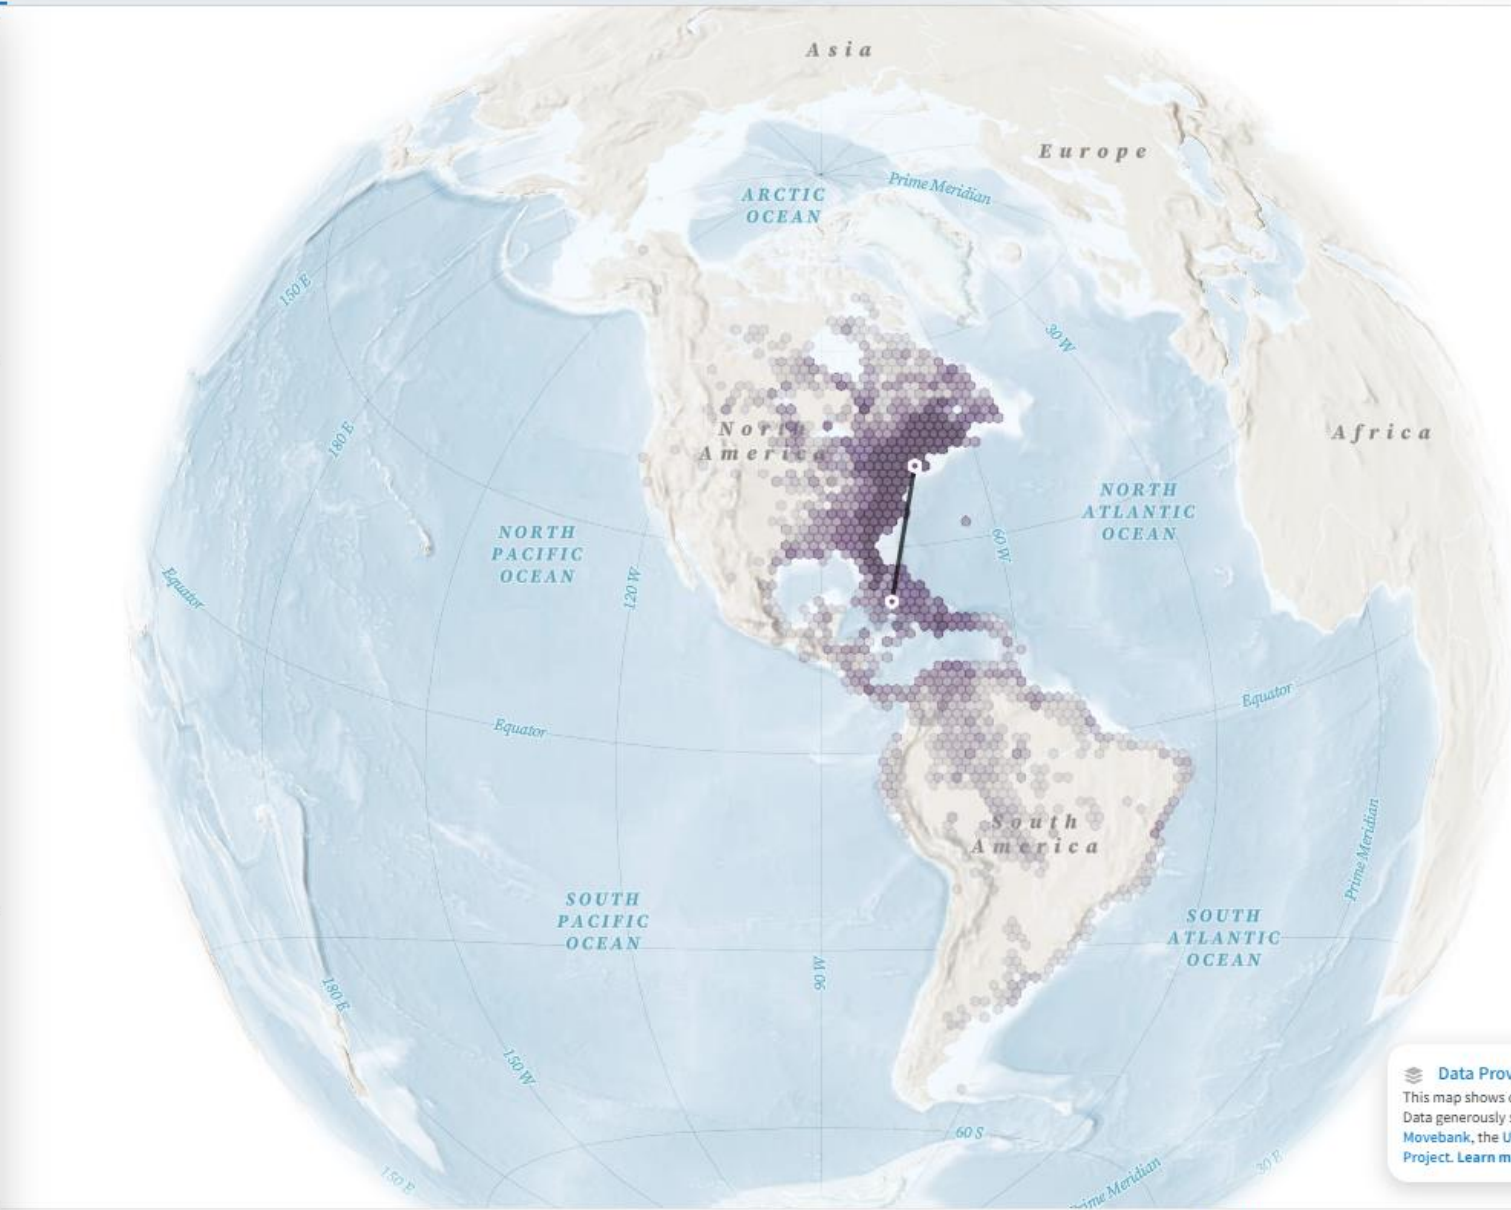 Asia
Europe
ARCTIC
OCEAN
Prime Meridian
150 E
30 W
180 E
North
America
Africa
NORTH
ATLANTIC
OCEAN
NORTH
PACIFIC
OCEAN
60 W
Equator
120 W
Equator
Equator
South
America
Prime Meridian
SOUTH
PACIFIC
OCEAN
SOUTH
ATLANTIC
OCEAN
90 W
180 E
150 W
60 S
150 E
Prime Meridian
30 E
Data Prov
This map shows
Data generously
Movebank, the U
Project. Learn m